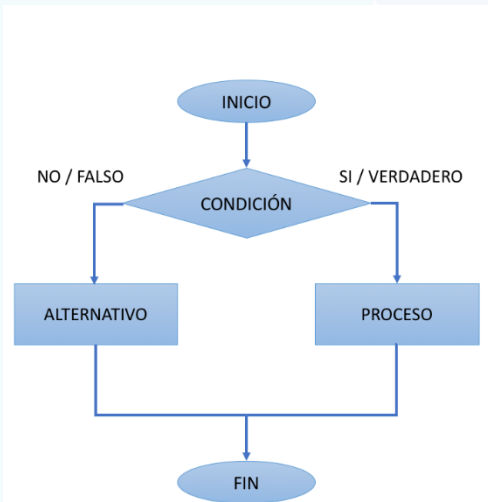 INICIO
NO / FALSO
SI / VERDADERO
CONDICIÓN
ALTERNATIVO
PROCESO
FIN